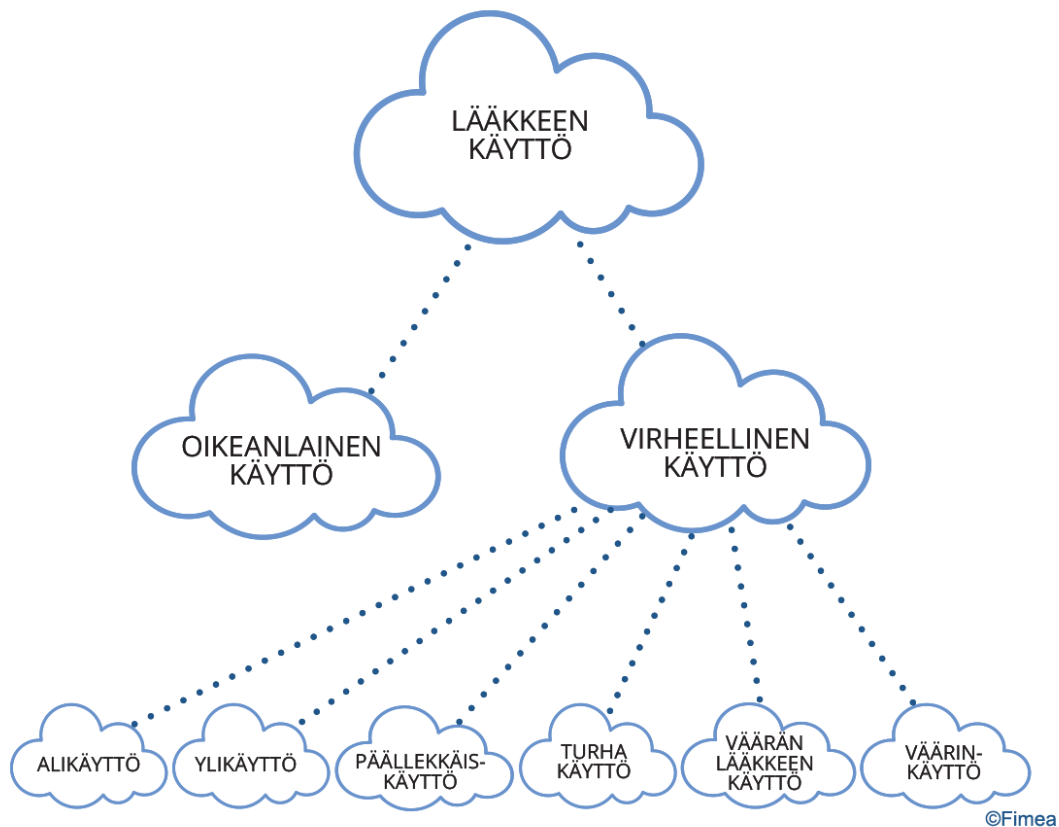 LÄÄKKEEN
KÄYTTÖ
OIKEANLAINEN
KÄYTTÖ
VIRHEELLINEN
KÄYTTÖ
ALIKÄYTTÖ
YLIKÄYTTÖ
PÄÄLLEKKÄIS-
KÄYTTÖ
TURHA
KÄYTTÖ
VÄÄRÄN
LÄÄKKEEN
KÄYTTÖ
VÄÄRIN-
KÄYTTÖ
©Fimea